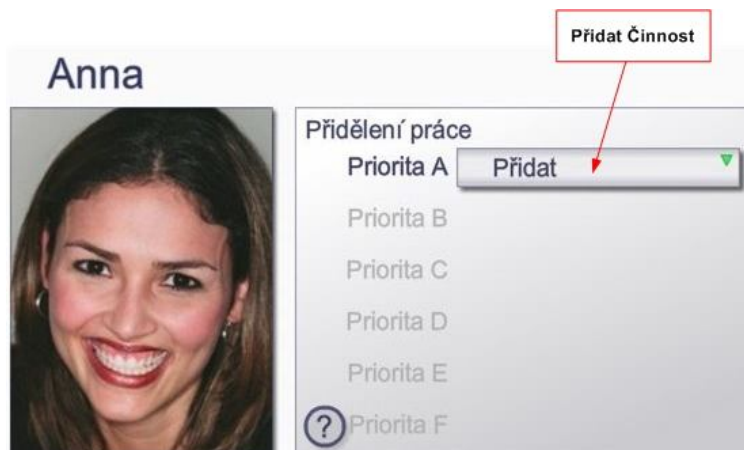 Přidat Činnost
Anna
Přidělení práce
Priorita A Přidat
Priorita B
Priorita C
Priorita D
Priorita E
? Priorita F